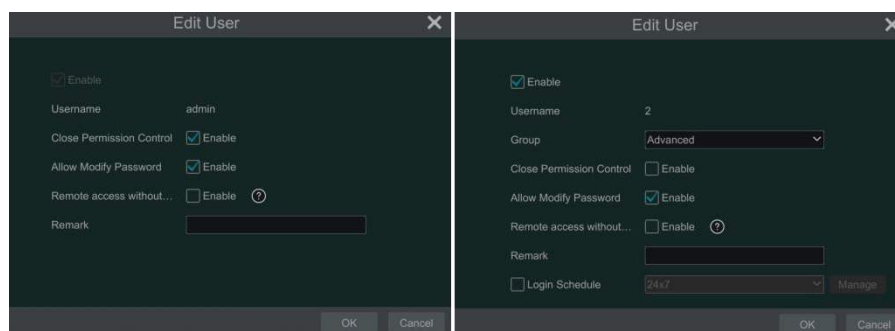 Edit User
Enable
Username admin
Close Permission Control Enable
Allow Modify Password Enable
Remote access without... Enable ?
Remark
OK Cancel
Edit User
Enable
Username 2
Group Advanced
Close Permission Control Enable
Allow Modify Password Enable
Remote access without... Enable ?
Remark
Login Schedule 24x7 Manage
OK Cancel